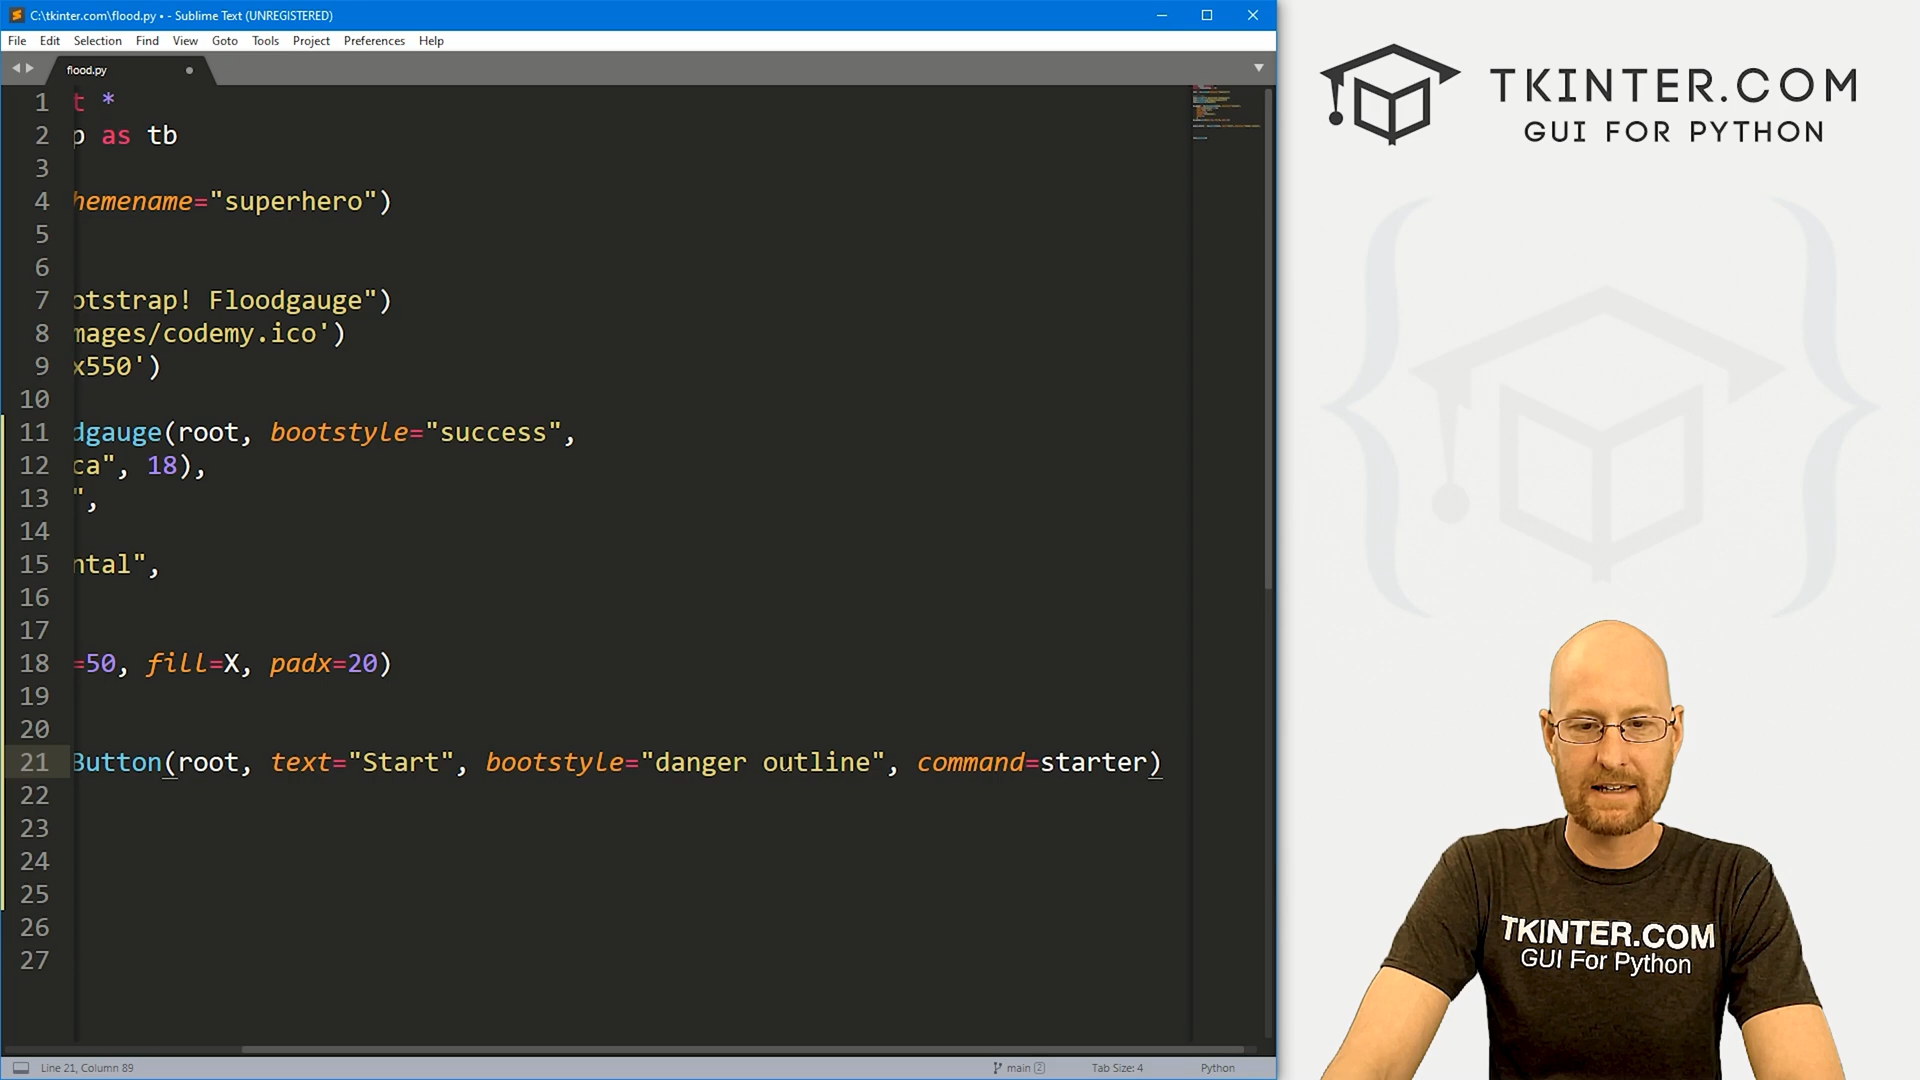 C:\tkinter.com\flood.py • - Sublime Text (UNREGISTERED)
File Edit Selection Find View Goto Tools Project Preferences Help
flood.py
1 t *
2 p as tb
3
4 hemename="superhero")
5
6
7 otstrap! Floodgauge")
8 mages/codemy.ico')
9 x550')
10
11 dgauge(root, bootstyle="success",
12 ca", 18),
13 ",
14
15 ntal",
16
17
18 =50, fill=X, padx=20)
19
20
21 Button(root, text="Start", bootstyle="danger outline", command=starter)
22
23
24
25
26
27
Line 21, Column 89
main 2
Tab Size: 4
Python
TKINTER.COM
GUI FOR PYTHON
TKINTER.COM
GUI For Python